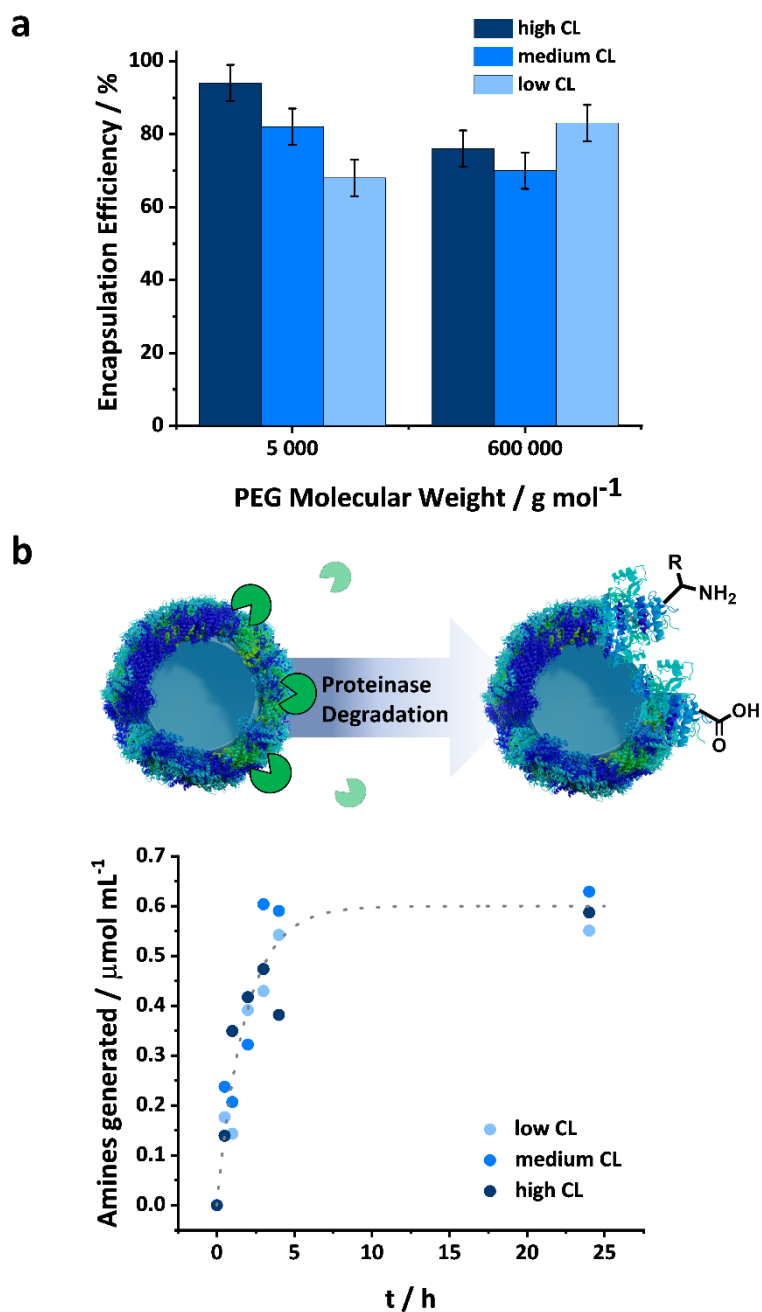 a
high CL
medium CL
low CL
100
80
60
40
20
0
Encapsulation Efficiency / %
5 000
600 000
PEG Molecular Weight / g mol⁻¹
b
R
NH₂
Proteinase
Degradation
OH
O
0.7
0.6
0.5
0.4
0.3
0.2
0.1
0.0
Amines generated / μmol mL⁻¹
low CL
medium CL
high CL
0
5
10
15
20
25
t / h